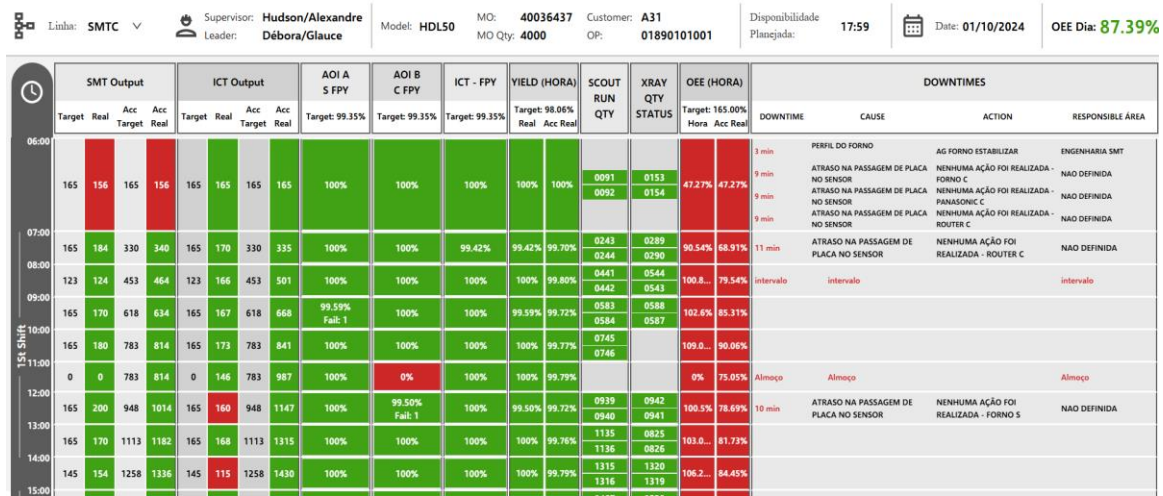 Linha: SMTC
Supervisor: Hudson/Alexandre
Leader: Débora/Glauce
Model: HDL50
MO: 40036437
MO Qty: 4000
Customer: A31
OP: 01890101001
Disponibilidade Planejada: 17:59
Date: 01/10/2024
OEE Dia: 87.39%
SMT Output ICT Output AOI A S FPY AOI B C FPY ICT - FPY YIELD (HORA) SCOUT RUN QTY XRAY QTY STATUS OEE (HORA) DOWNTIMES
Target Real Acc Target Acc Real Target Real Acc Target Acc Real Target: 99.35% Target: 99.35% Target: 99.35% Target: 98.06% Real Acc Real Target: 165.00% Hora Acc Real DOWNTIME CAUSE ACTION RESPONSIBLE ÁREA
1St Shift
06:00
165 156 165 156 165 165 165 165 100% 100% 100% 100% 100% 0091 0153 47.27% 47.27%
0092 0154
3 min PERFIL DO FORNO AG FORNO ESTABILIZAR ENGENHARIA SMT
9 min ATRASO NA PASSAGEM DE PLACA NO SENSOR NENHUMA AÇÃO FOI REALIZADA - FORNO C NAO DEFINIDA
9 min ATRASO NA PASSAGEM DE PLACA NO SENSOR NENHUMA AÇÃO FOI REALIZADA - PANASONIC C NAO DEFINIDA
9 min ATRASO NA PASSAGEM DE PLACA NO SENSOR NENHUMA AÇÃO FOI REALIZADA - ROUTER C NAO DEFINIDA
07:00
165 184 330 340 165 170 330 335 100% 100% 99.42% 99.42% 99.70% 0243 0289 90.54% 68.91% 11 min ATRASO NA PASSAGEM DE PLACA NO SENSOR NENHUMA AÇÃO FOI REALIZADA - ROUTER C NAO DEFINIDA
0244 0290
08:00
123 124 453 464 123 166 453 501 100% 100% 100% 100% 99.80% 0441 0544 100.8... 79.54% intervalo intervalo intervalo
0442 0543
09:00
165 170 618 634 165 167 618 668 99.59% Fail: 1 100% 100% 99.59% 99.72% 0583 0588 102.6% 85.31%
0584 0587
10:00
165 180 783 814 165 173 783 841 100% 100% 100% 100% 99.77% 0745 109.0... 90.06%
0746
11:00
0 0 783 814 0 146 783 987 100% 0% 100% 100% 99.79% 0% 75.05% Almoço Almoço Almoço
12:00
165 200 948 1014 165 160 948 1147 100% 99.50% Fail: 1 100% 99.50% 99.72% 0939 0942 100.5% 78.69% 10 min ATRASO NA PASSAGEM DE PLACA NO SENSOR NENHUMA AÇÃO FOI REALIZADA - FORNO S NAO DEFINIDA
0940 0941
13:00
165 170 1113 1182 165 168 1113 1315 100% 100% 100% 100% 99.76% 1135 0825 103.0... 81.73%
1136 0826
14:00
145 154 1258 1336 145 115 1258 1430 100% 100% 100% 100% 99.79% 1315 1320 106.2... 84.45%
1316 1319
15:00